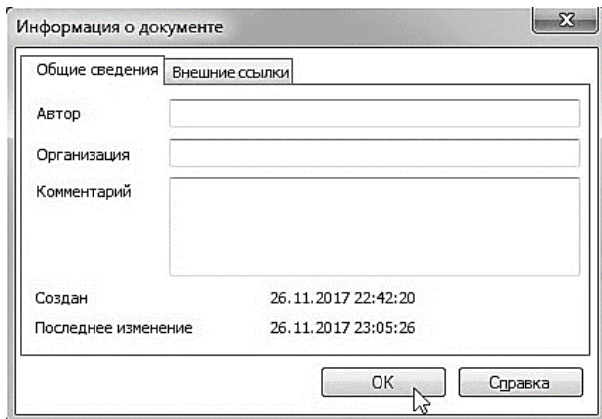 Информация о документе
Общие сведения Внешние ссылки
Автор
Организация
Комментарий
Создан 26.11.2017 22:42:20
Последнее изменение 26.11.2017 23:05:26
OK Справка